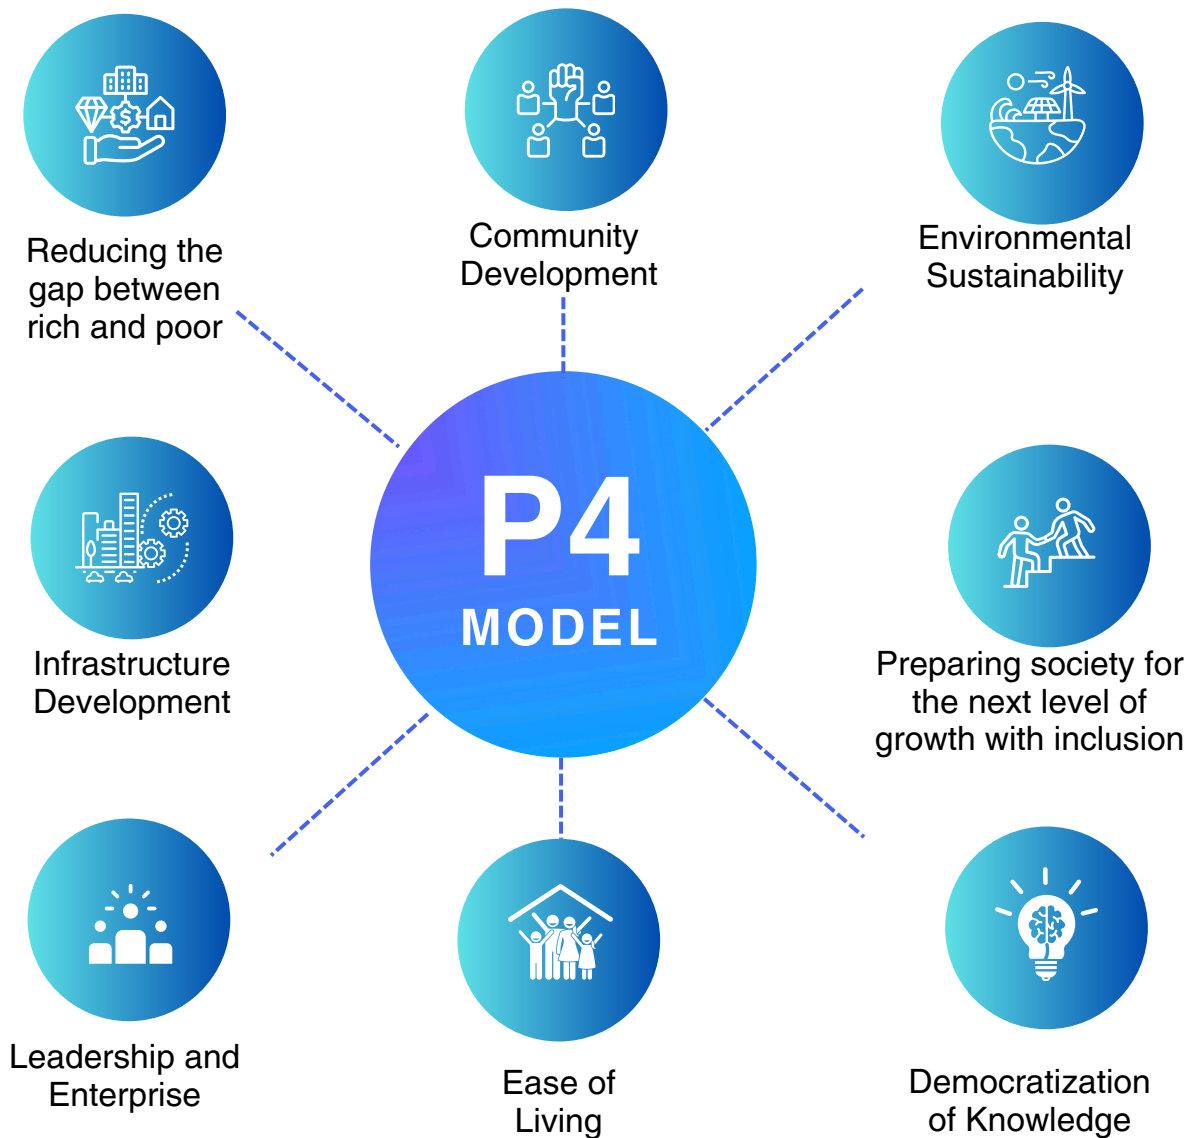 Reducing the
gap between
rich and poor
Community
Development
Environmental
Sustainability
P4
MODEL
Infrastructure
Development
Preparing society for
the next level of
growth with inclusion
Leadership and
Enterprise
Ease of
Living
Democratization
of Knowledge